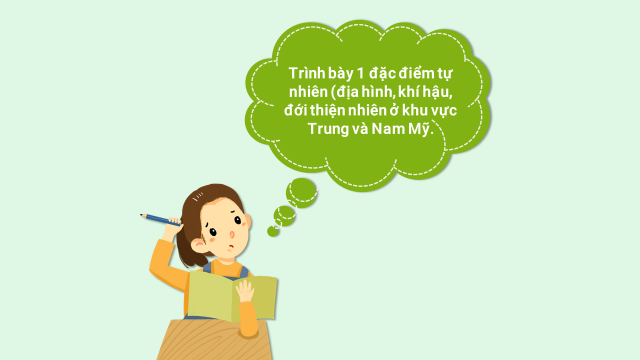 Trình bày 1 đặc điểm tự
nhiên (địa hình, khí hậu,
đới thiện nhiên ở khu vực
Trung và Nam Mỹ.